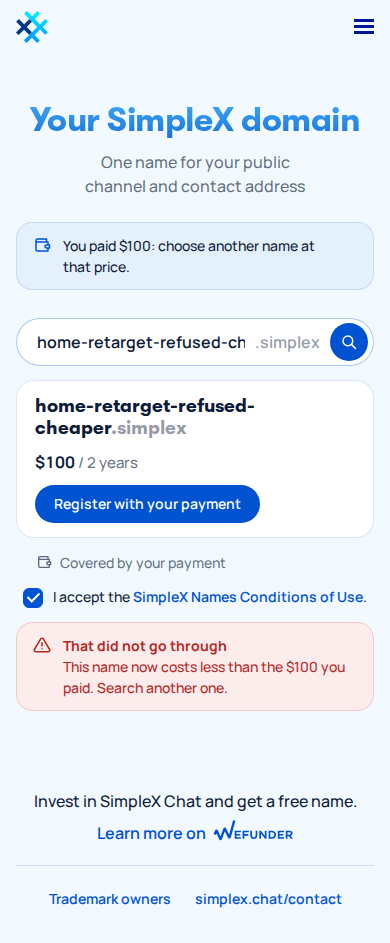 Your SimpleX domain
One name for your public
channel and contact address
You paid $100: choose another name at
that price.
home-retarget-refused-ch .simplex
home-retarget-refused-
cheaper.simplex
$100 / 2 years
Register with your payment
Covered by your payment
I accept the SimpleX Names Conditions of Use.
That did not go through
This name now costs less than the $100 you
paid. Search another one.
Invest in SimpleX Chat and get a free name.
Learn more on WEFUNDER
Trademark owners simplex.chat/contact